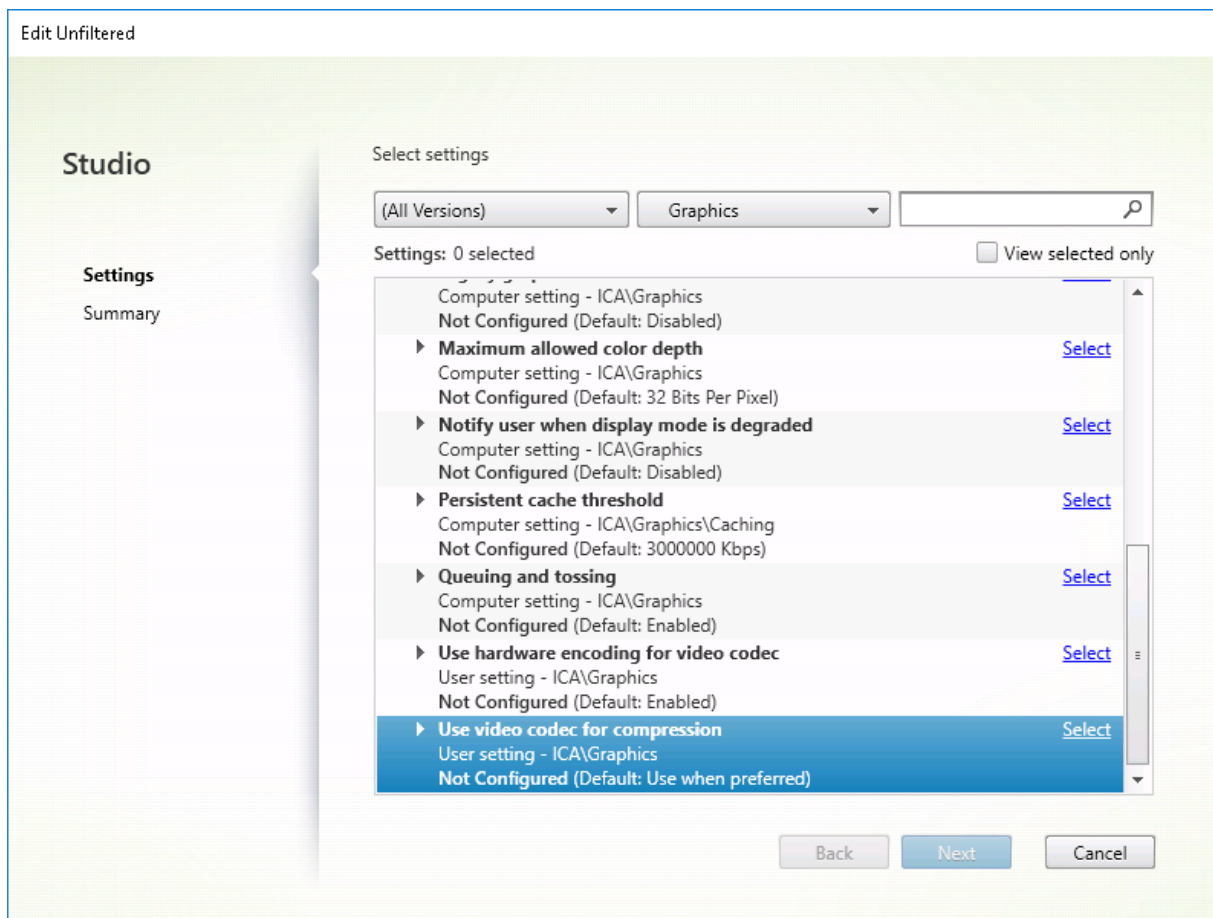 Edit Unfiltered
Studio
Settings
Summary
Select settings
(All Versions)
Graphics
Settings: 0 selected
View selected only
Computer setting - ICA\Graphics
Not Configured (Default: Disabled)
Maximum allowed color depth Select
Computer setting - ICA\Graphics
Not Configured (Default: 32 Bits Per Pixel)
Notify user when display mode is degraded Select
Computer setting - ICA\Graphics
Not Configured (Default: Disabled)
Persistent cache threshold Select
Computer setting - ICA\Graphics\Caching
Not Configured (Default: 3000000 Kbps)
Queuing and tossing Select
Computer setting - ICA\Graphics
Not Configured (Default: Enabled)
Use hardware encoding for video codec Select
User setting - ICA\Graphics
Not Configured (Default: Enabled)
Use video codec for compression Select
User setting - ICA\Graphics
Not Configured (Default: Use when preferred)
Back
Next
Cancel